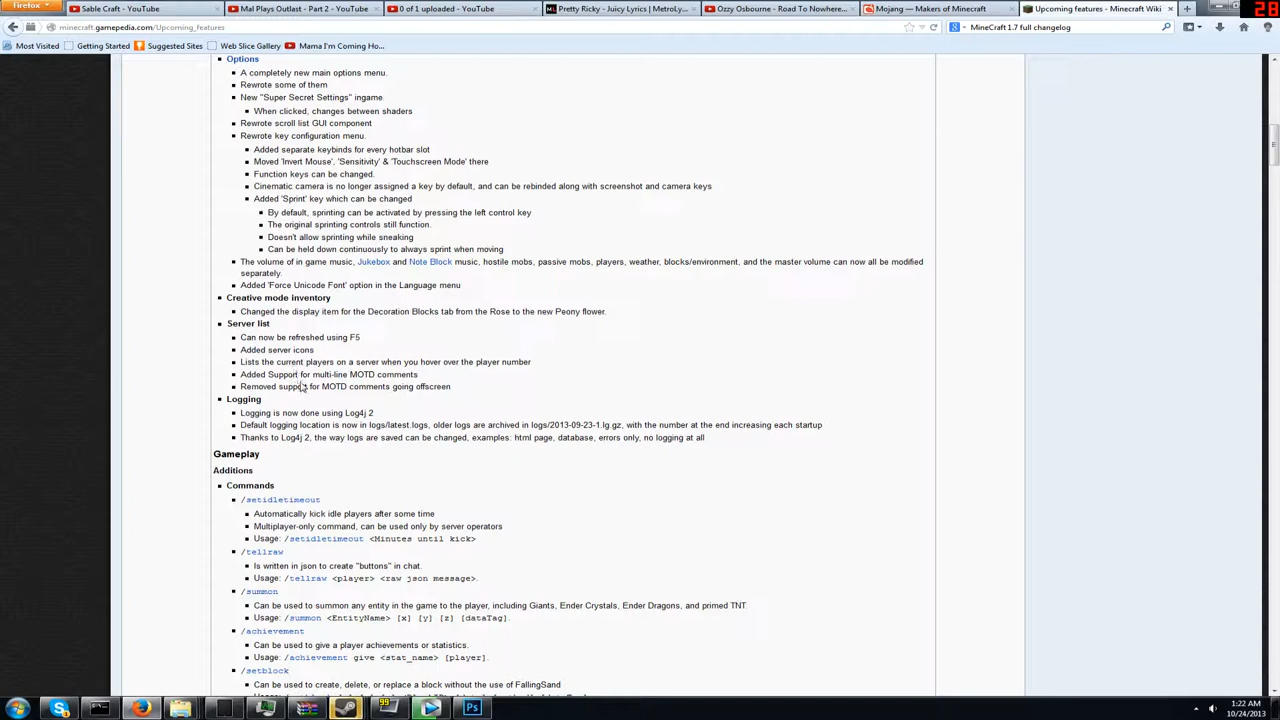 Firefox
Sable Craft - YouTube
Mal Plays Outlast - Part 2 - YouTube
0 of 1 uploaded - YouTube
Pretty Ricky - Juicy Lyrics | MetroLy...
Ozzy Osbourne - Road To Nowhere...
Mojang — Makers of Minecraft
Upcoming features - Minecraft Wiki
28
minecraft.gamepedia.com/Upcoming_features
MineCraft 1.7 full changelog
Most Visited
Getting Started
Suggested Sites
Web Slice Gallery
Mama I'm Coming Ho...
Options
A completely new main options menu.
Rewrote some of them
New "Super Secret Settings" ingame.
When clicked, changes between shaders
Rewrote scroll list GUI component
Rewrote key configuration menu.
Added separate keybinds for every hotbar slot
Moved 'Invert Mouse', 'Sensitivity' & 'Touchscreen Mode' there
Function keys can be changed.
Cinematic camera is no longer assigned a key by default, and can be rebinded along with screenshot and camera keys
Added 'Sprint' key which can be changed
By default, sprinting can be activated by pressing the left control key
The original sprinting controls still function.
Doesn't allow sprinting while sneaking
Can be held down continuously to always sprint when moving
The volume of in game music, Jukebox and Note Block music, hostile mobs, passive mobs, players, weather, blocks/environment, and the master volume can now all be modified
separately.
Added 'Force Unicode Font' option in the Language menu
Creative mode inventory
Changed the display item for the Decoration Blocks tab from the Rose to the new Peony flower.
Server list
Can now be refreshed using F5
Added server icons
Lists the current players on a server when you hover over the player number
Added Support for multi-line MOTD comments
Removed support for MOTD comments going offscreen
Logging
Logging is now done using Log4j 2
Default logging location is now in logs/latest.logs, older logs are archived in logs/2013-09-23-1.lg.gz, with the number at the end increasing each startup
Thanks to Log4j 2, the way logs are saved can be changed, examples: html page, database, errors only, no logging at all
Gameplay
Additions
Commands
/setidletimeout
Automatically kick idle players after some time
Multiplayer-only command, can be used only by server operators
Usage: /setidletimeout <Minutes until kick>
/tellraw
Is written in json to create "buttons" in chat.
Usage: /tellraw <player> <raw json message>.
/summon
Can be used to summon any entity in the game to the player, including Giants, Ender Crystals, Ender Dragons, and primed TNT.
Usage: /summon <EntityName> [x] [y] [z] [dataTag].
/achievement
Can be used to give a player achievements or statistics.
Usage: /achievement give <stat_name> [player].
/setblock
Can be used to create, delete, or replace a block without the use of FallingSand
99
Ps
1:22 AM
10/24/2013